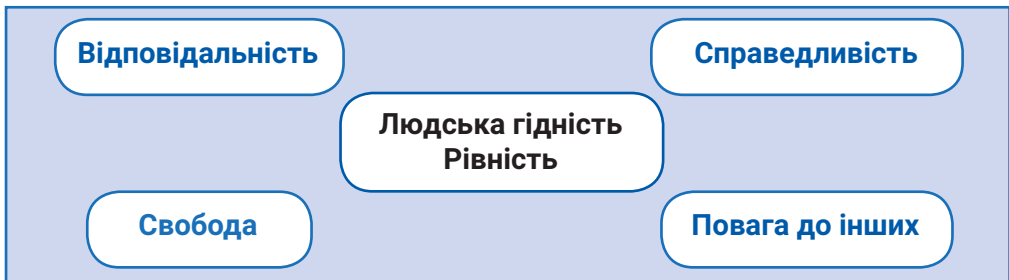 Відповідальність
Справедливість
Людська гідність
Рівність
Свобода
Повага до інших